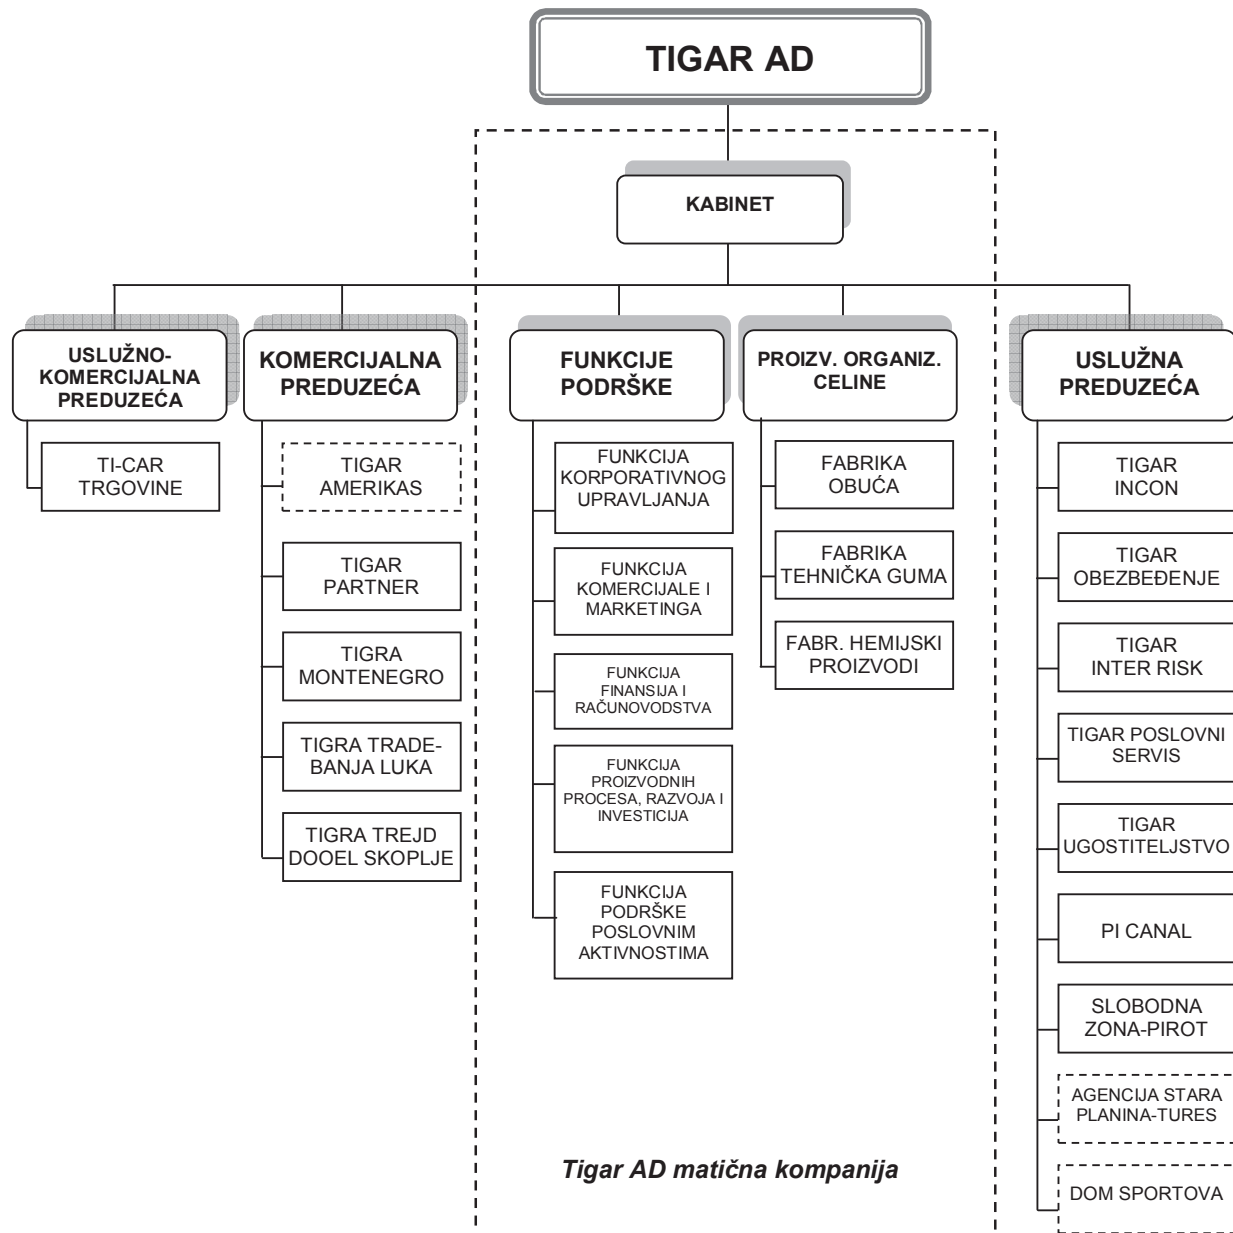 TIGAR AD
KABINET
USLUŽNO-
KOMERCIJALNA
PREDUZEĆA
KOMERCIJALNA
PREDUZEĆA
FUNKCIJE
PODRŠKE
PROIZV. ORGANIZ.
CELINE
USLUŽNA
PREDUZEĆA
TI-CAR
TRGOVINE
TIGAR
AMERIKAS
TIGAR
PARTNER
TIGRA
MONTENEGRO
TIGRA TRADE-
BANJA LUKA
TIGRA TREJD
DOOEL SKOPLJE
FUNKCIJA
KORPORATIVNOG
UPRAVLJANJA
FUNKCIJA
KOMERCIJALE I
MARKETINGA
FUNKCIJA
FINANSIJA I
RAČUNOVODSTVA
FUNKCIJA
PROIZVODNIH
PROCESA, RAZVOJA I
INVESTICIJA
FUNKCIJA
PODRŠKE
POSLOVNIM
AKTIVNOSTIMA
FABRIKA
OBUĆA
FABRIKA
TEHNIČKA GUMA
FABR. HEMIJSKI
PROIZVODI
TIGAR
INCON
TIGAR
OBEZBEĐENJE
TIGAR
INTER RISK
TIGAR POSLOVNI
SERVIS
TIGAR
UGOSTITELJSTVO
PI CANAL
SLOBODNA
ZONA-PIROT
AGENCIJA STARA
PLANINA-TURES
DOM SPORTOVA
Tigar AD matična kompanija